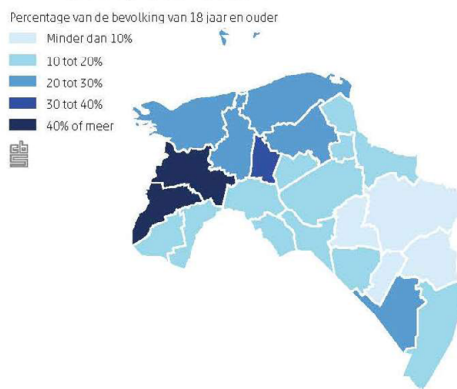 Percentage van de bevolking van 18 jaar en ouder
Minder dan 10%
10 tot 20%
20 tot 30%
30 tot 40%
40% of meer
cbs